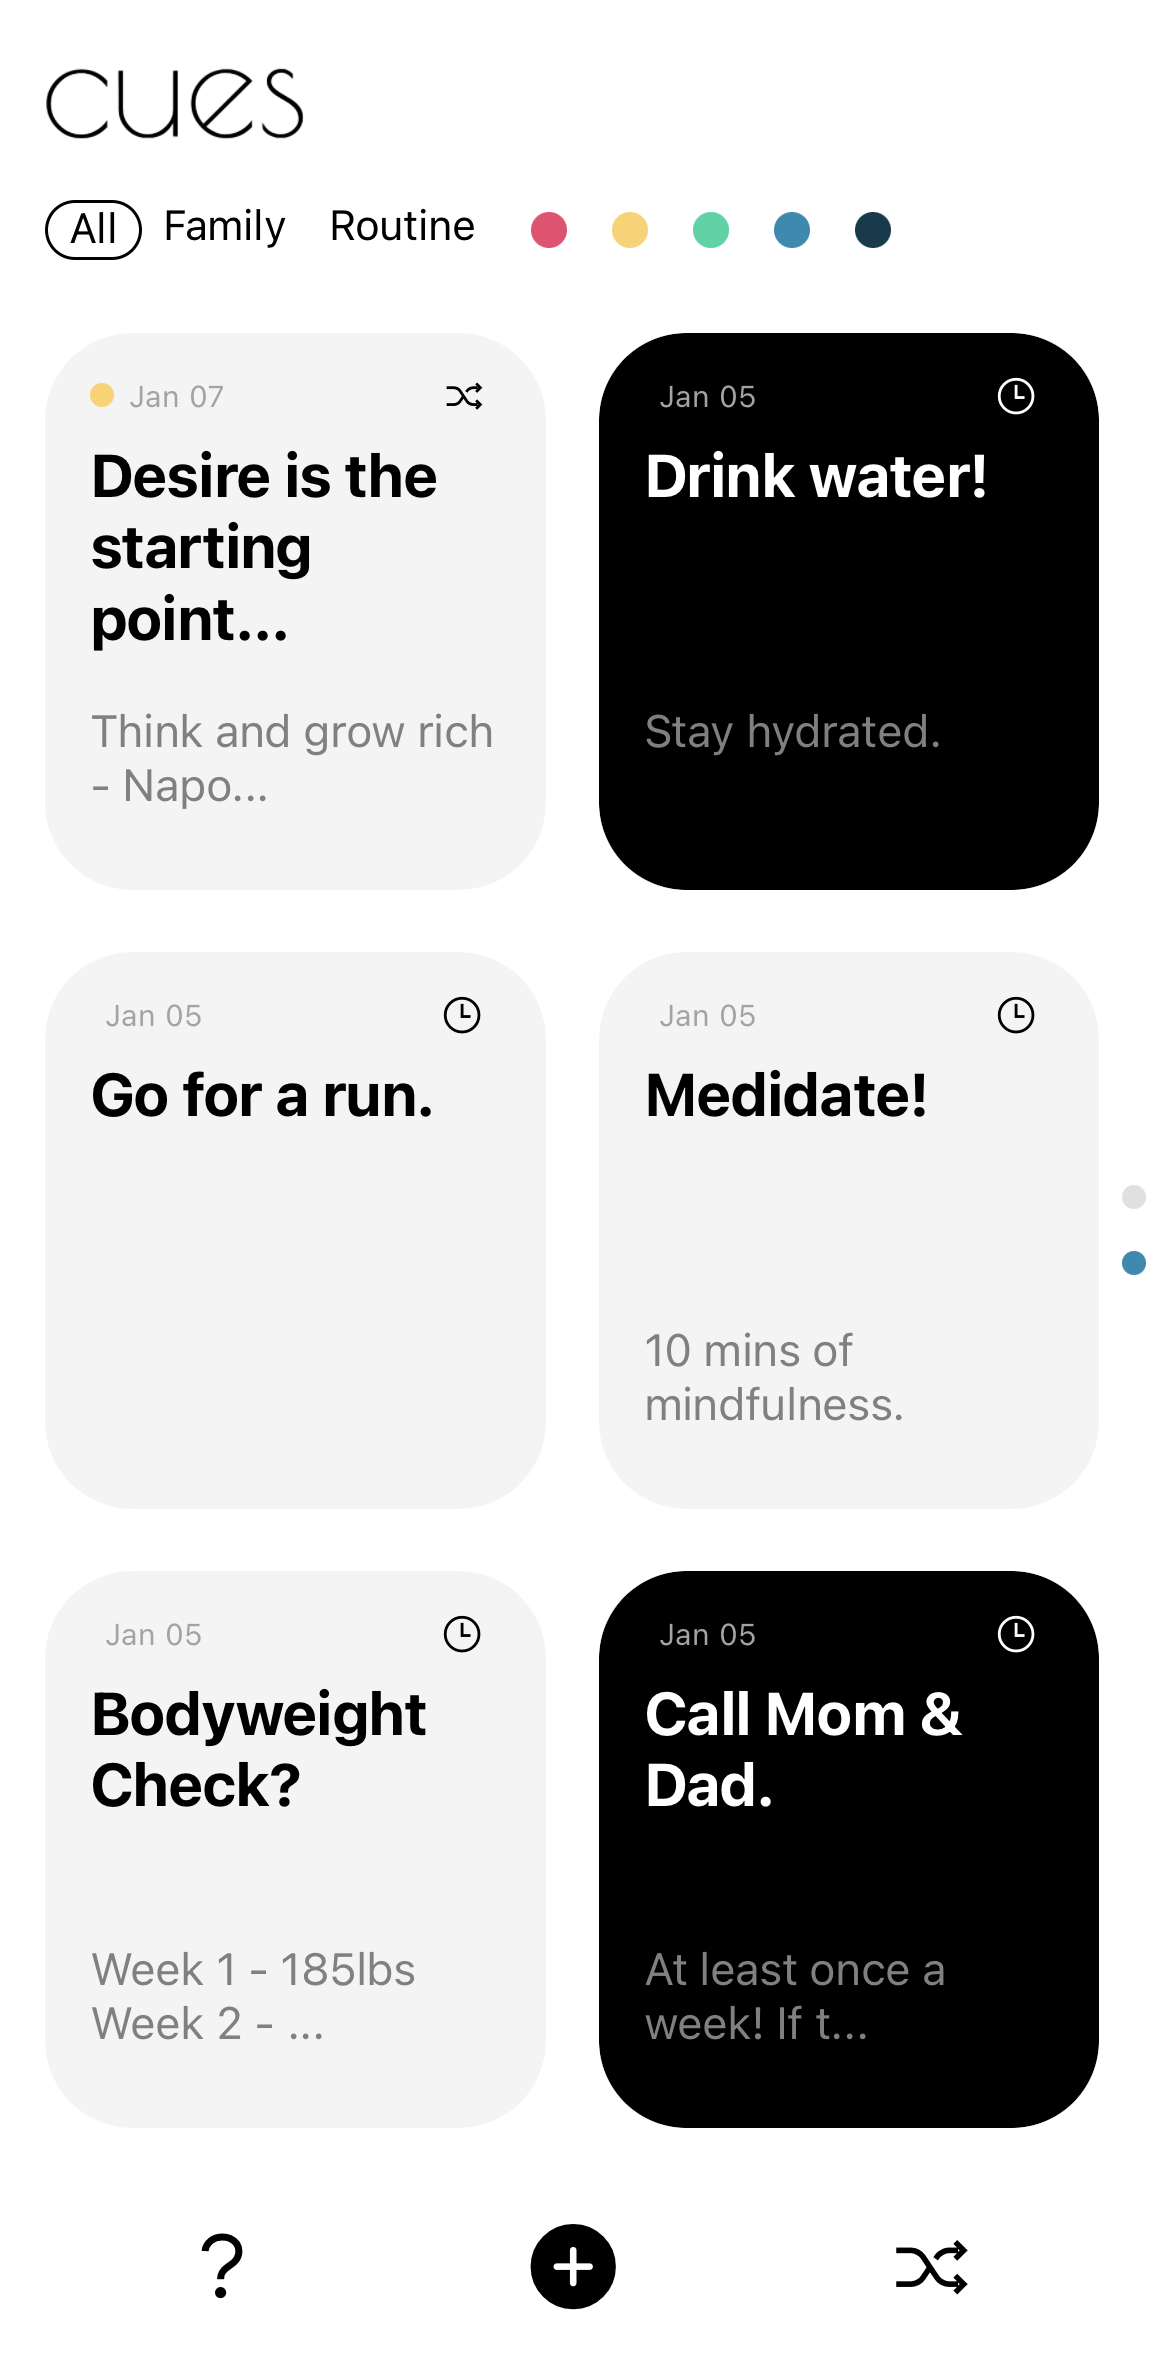 cues
All Family Routine
Jan 07
Desire is the
starting
point...
Think and grow rich
- Napo...
Jan 05
Drink water!
Stay hydrated.
Jan 05
Go for a run.
Jan 05
Medidate!
10 mins of
mindfulness.
Jan 05
Bodyweight
Check?
Week 1 - 185lbs
Week 2 - ...
Jan 05
Call Mom &
Dad.
At least once a
week! If t...
?